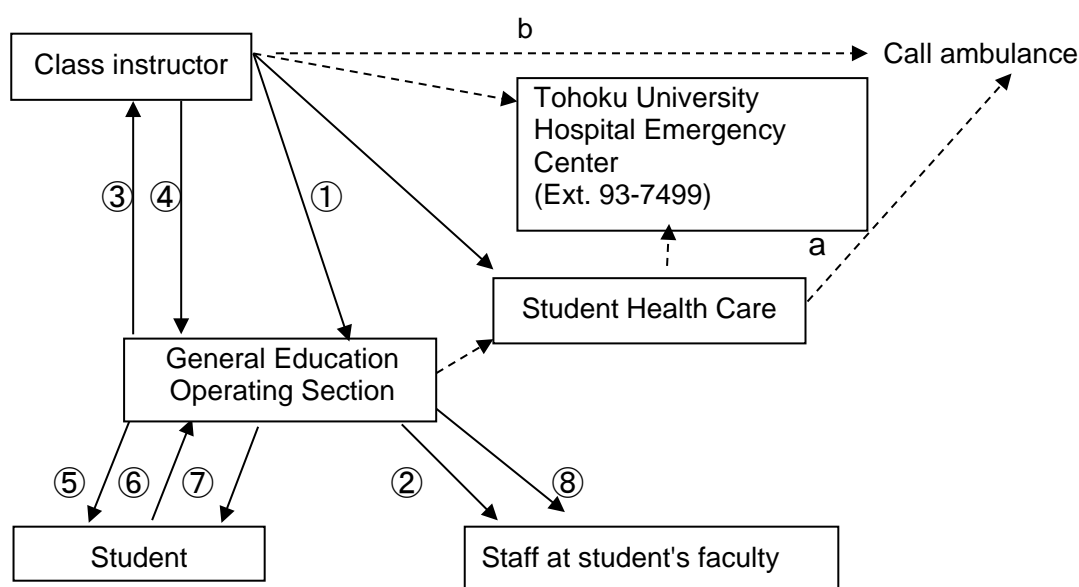 b
Class instructor
Call ambulance
Tohoku University
Hospital Emergency
Center
(Ext. 93-7499)
③ ④ ①
a
Student Health Care
General Education
Operating Section
⑤ ⑥ ⑦ ② ⑧
Student
Staff at student's faculty